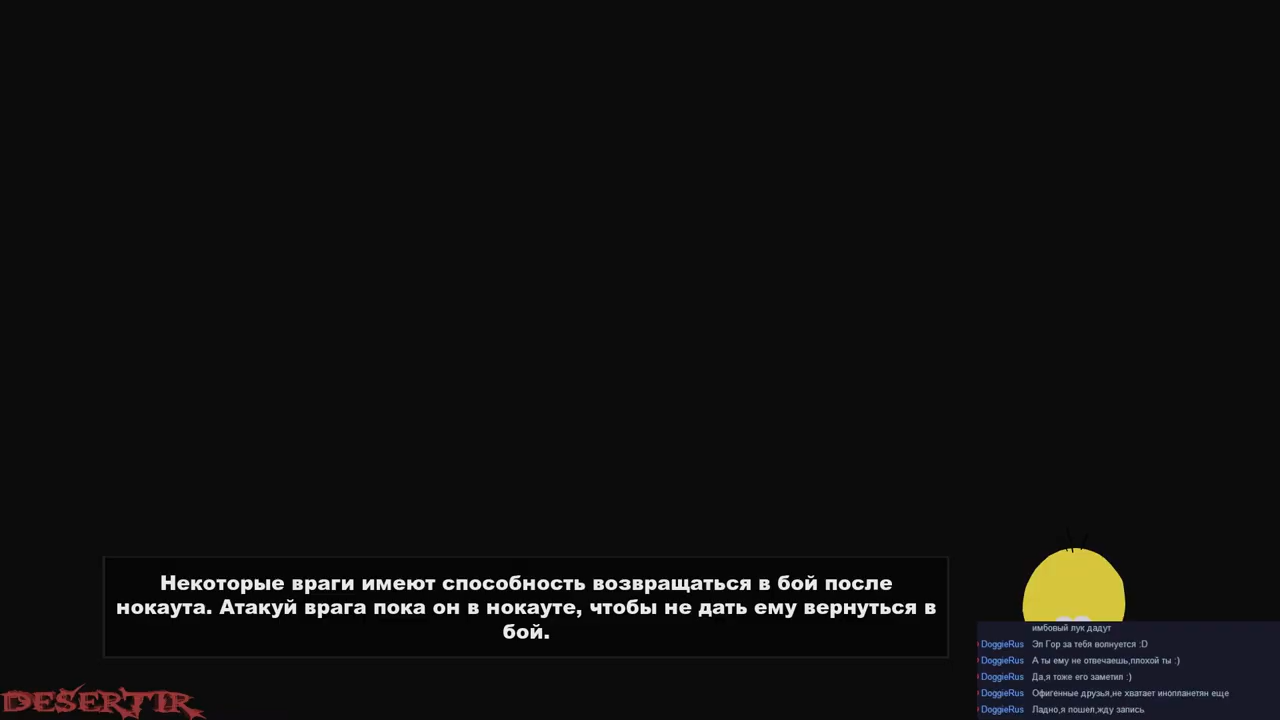 Некоторые враги имеют способность возвращаться в бой после
нокаута. Атакуй врага пока он в нокауте, чтобы не дать ему вернуться в
бой.
имбовый лук дадут
DoggieRus Эл Гор за тебя волнуется :D
DoggieRus А ты ему не отвечаешь,плохой ты :)
DoggieRus Да,я тоже его заметил :)
DoggieRus Офигенные друзья,не хватает инопланетян еще
DoggieRus Ладно,я пошел,жду запись
DESERTIR